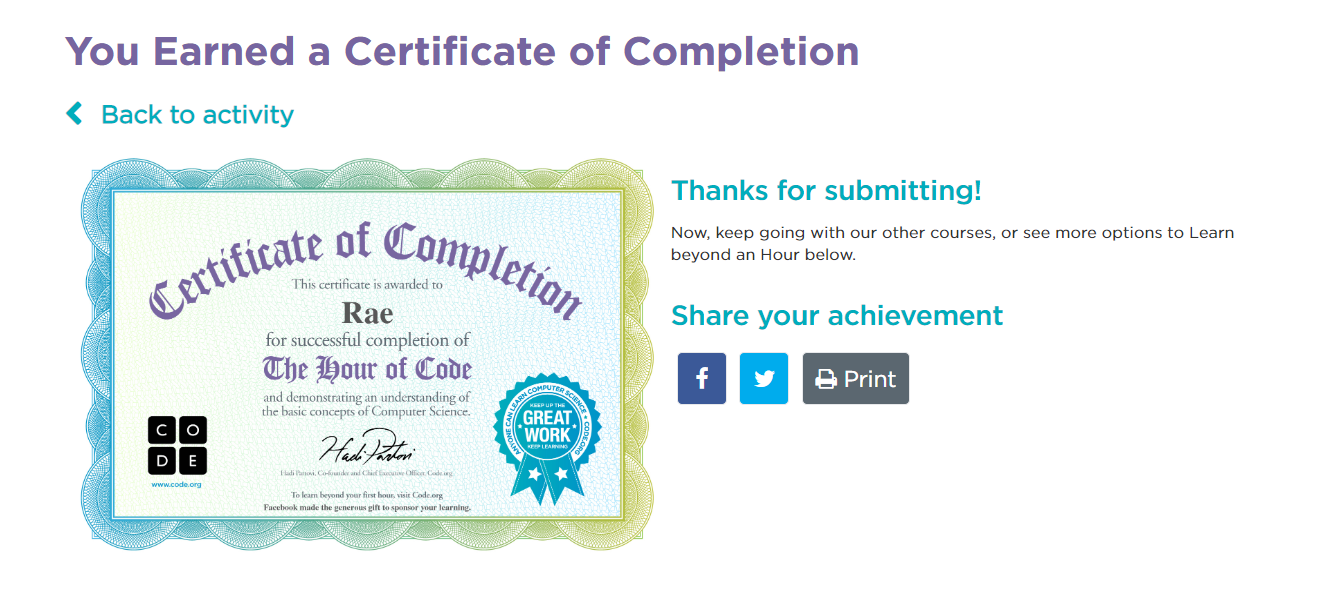 You Earned a Certificate of Completion
Back to activity
Certificate of Completion
This certificate is awarded to
Rae
for successful completion of
The Hour of Code
and demonstrating an understanding of
the basic concepts of Computer Science.
Hadi Partovi
Hadi Partovi, Co-founder and Chief Executive Officer, Code.org
To learn beyond your first hour, visit Code.org
Facebook made the generous gift to sponsor your learning.
C O
D E
www.code.org
ANYONE CAN LEARN COMPUTER SCIENCE • CODE.ORG
KEEP UP THE
GREAT
WORK
KEEP LEARNING
Thanks for submitting!
Now, keep going with our other courses, or see more options to Learn
beyond an Hour below.
Share your achievement
Print